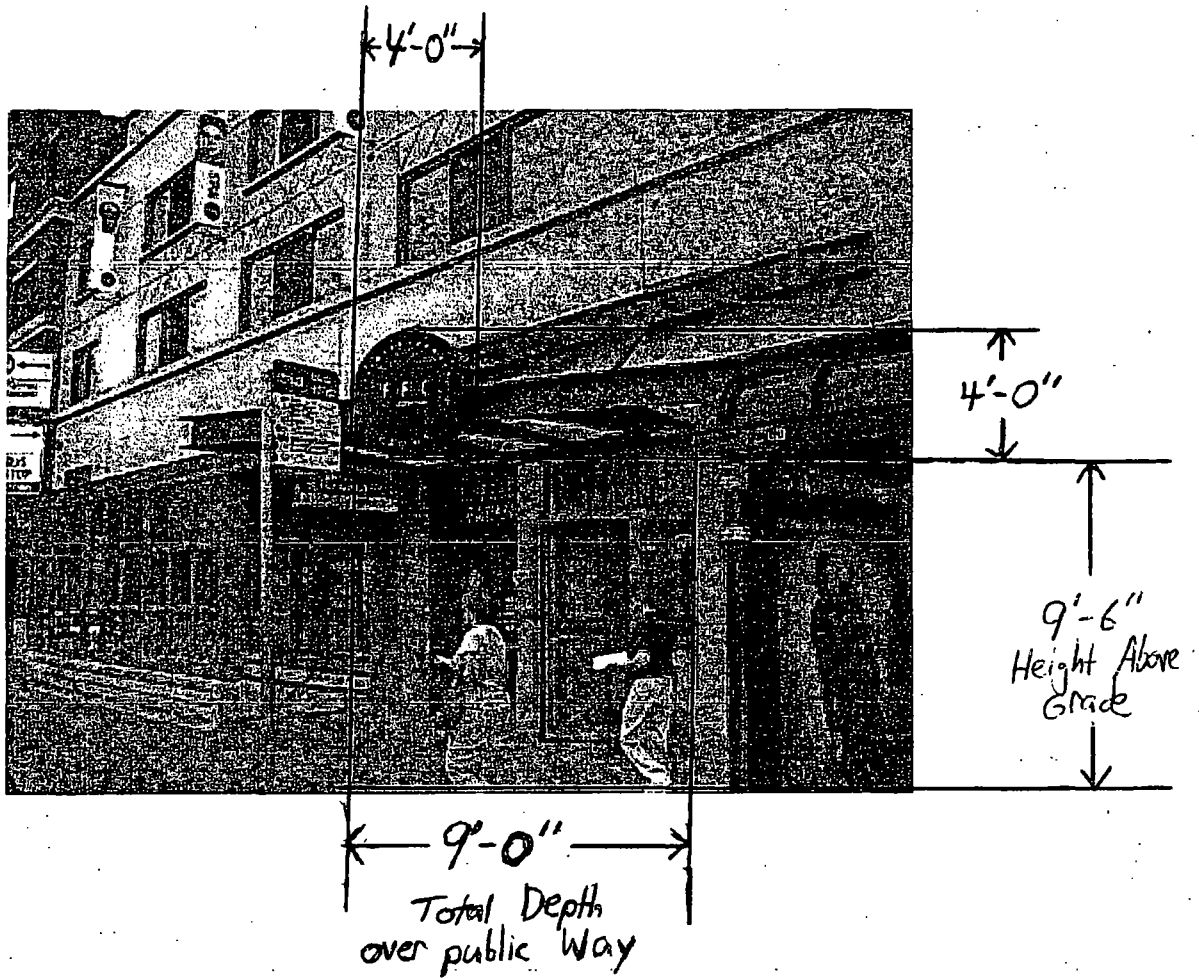 4'-0"
4'-0"
9'-6"
Height Above
Grade
9'-0"
Total Depth
over public Way